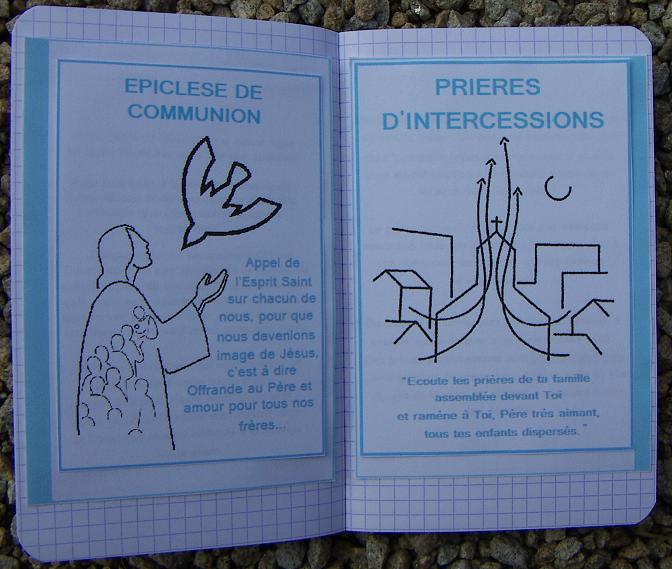 EPICLESE DE
COMMUNION
Appel de
l'Esprit Saint
sur chacun de
nous, pour que
nous devenions
image de Jésus,
c'est à dire
Offrande au Père et
amour pour tous nos
frères...
PRIERES
D'INTERCESSIONS
"Ecoute les prières de ta famille
assemblée devant Toi
et ramène à Toi, Père très aimant,
tous tes enfants dispersés."